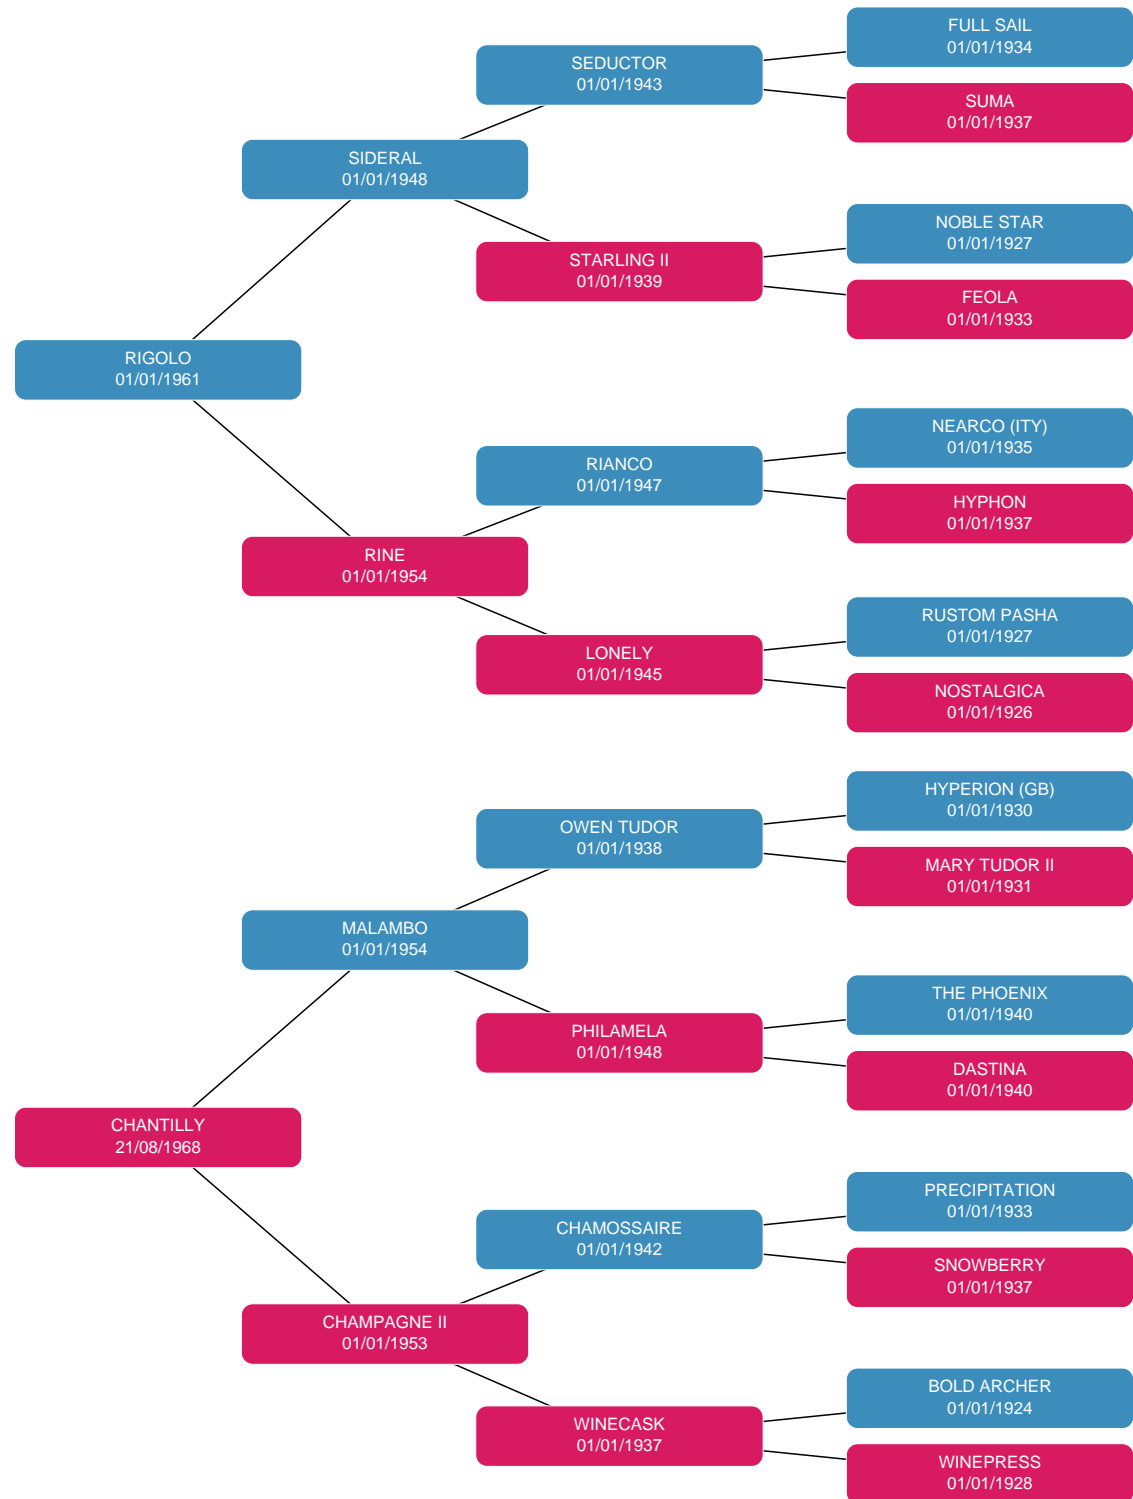 FULL SAIL
01/01/1934
SEDUCTOR
01/01/1943
SUMA
01/01/1937
SIDERAL
01/01/1948
NOBLE STAR
01/01/1927
STARLING II
01/01/1939
FEOLA
01/01/1933
RIGOLO
01/01/1961
NEARCO (ITY)
01/01/1935
RIANCO
01/01/1947
HYPHON
01/01/1937
RINE
01/01/1954
RUSTOM PASHA
01/01/1927
LONELY
01/01/1945
NOSTALGICA
01/01/1926
HYPERION (GB)
01/01/1930
OWEN TUDOR
01/01/1938
MARY TUDOR II
01/01/1931
MALAMBO
01/01/1954
THE PHOENIX
01/01/1940
PHILAMELA
01/01/1948
DASTINA
01/01/1940
CHANTILLY
21/08/1968
PRECIPITATION
01/01/1933
CHAMOSSAIRE
01/01/1942
SNOWBERRY
01/01/1937
CHAMPAGNE II
01/01/1953
BOLD ARCHER
01/01/1924
WINECASK
01/01/1937
WINEPRESS
01/01/1928